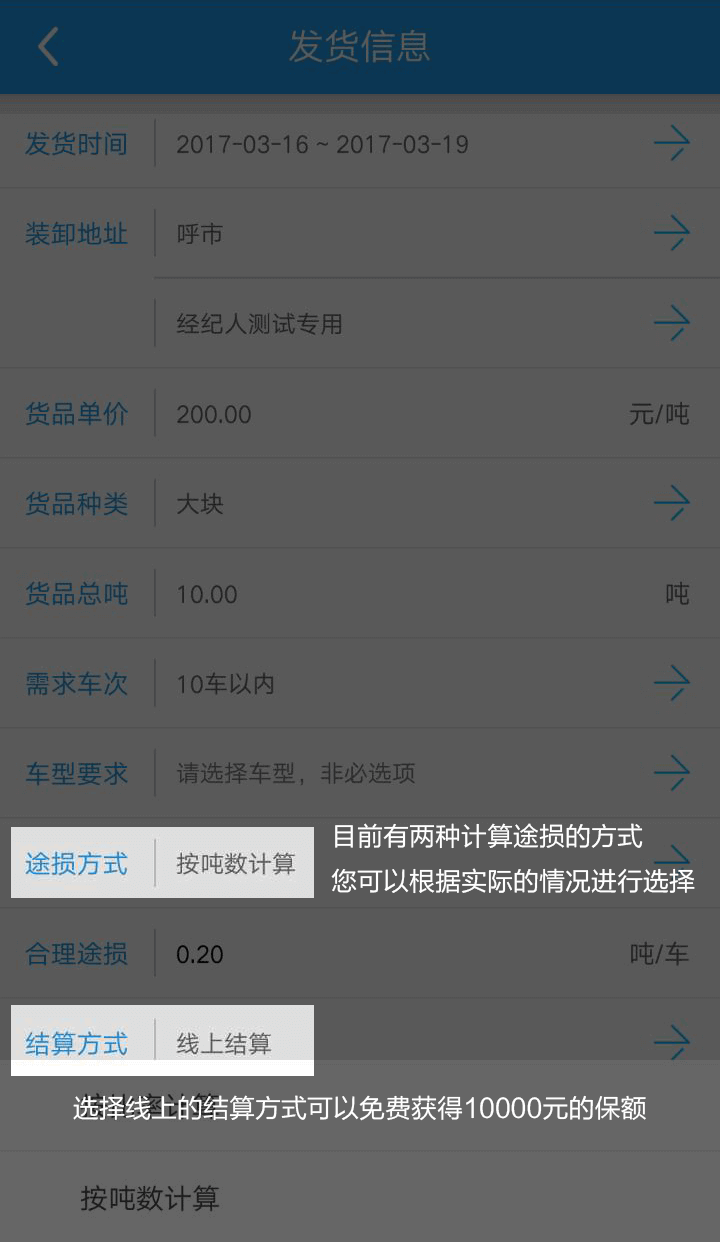 发货信息
发货时间 2017-03-16 ~ 2017-03-19
装卸地址 呼市
经纪人测试专用
货品单价 200.00 元/吨
货品种类 大块
货品总吨 10.00 吨
需求车次 10车以内
车型要求 请选择车型，非必选项
目前有两种计算途损的方式
途损方式 按吨数计算
您可以根据实际的情况进行选择
合理途损 0.20 吨/车
结算方式 线上结算
选择线上的结算方式可以免费获得10000元的保额
按吨数计算